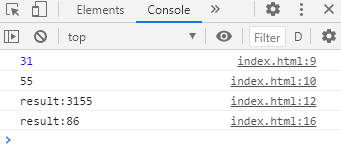 Elements Console »
top Filter D
31 index.html:9
55 index.html:10
result:3155 index.html:12
result:86 index.html:16